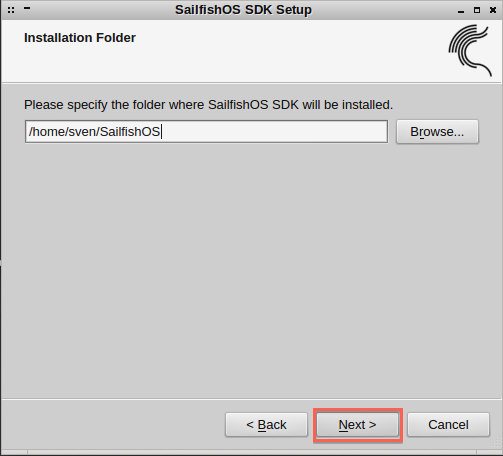 SailfishOS SDK Setup
Installation Folder
Please specify the folder where SailfishOS SDK will be installed.
/home/sven/SailfishOS
Browse...
< Back
Next >
Cancel